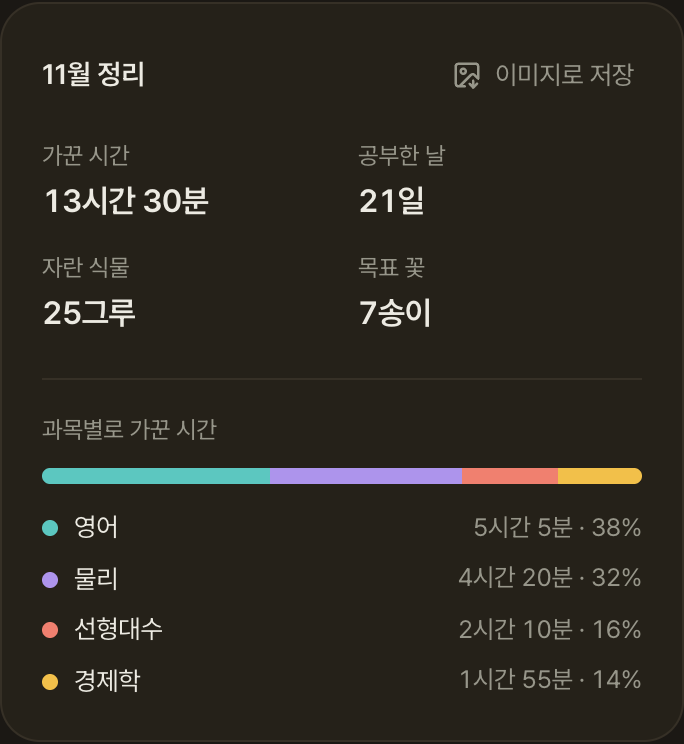 11월 정리
이미지로 저장
가꾼 시간
공부한 날
13시간 30분
21일
자란 식물
목표 꽃
25그루
7송이
과목별로 가꾼 시간
영어 5시간 5분 · 38%
물리 4시간 20분 · 32%
선형대수 2시간 10분 · 16%
경제학 1시간 55분 · 14%